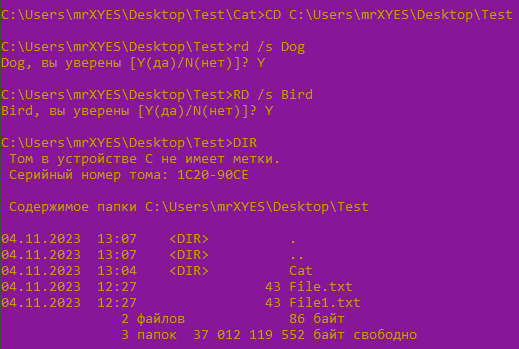 C:\Users\mrXYES\Desktop\Test\Cat>CD C:\Users\mrXYES\Desktop\Test
C:\Users\mrXYES\Desktop\Test>rd /s Dog
Dog, вы уверены [Y(да)/N(нет)]? Y
C:\Users\mrXYES\Desktop\Test>RD /s Bird
Bird, вы уверены [Y(да)/N(нет)]? Y
C:\Users\mrXYES\Desktop\Test>DIR
Том в устройстве C не имеет метки.
Серийный номер тома: 1C20-90CE
Содержимое папки C:\Users\mrXYES\Desktop\Test
04.11.2023  13:07    <DIR>          .
04.11.2023  13:07    <DIR>          ..
04.11.2023  13:04    <DIR>          Cat
04.11.2023  12:27                43 File.txt
04.11.2023  12:27                43 File1.txt
2 файлов             86 байт
3 папок  37 012 119 552 байт свободно